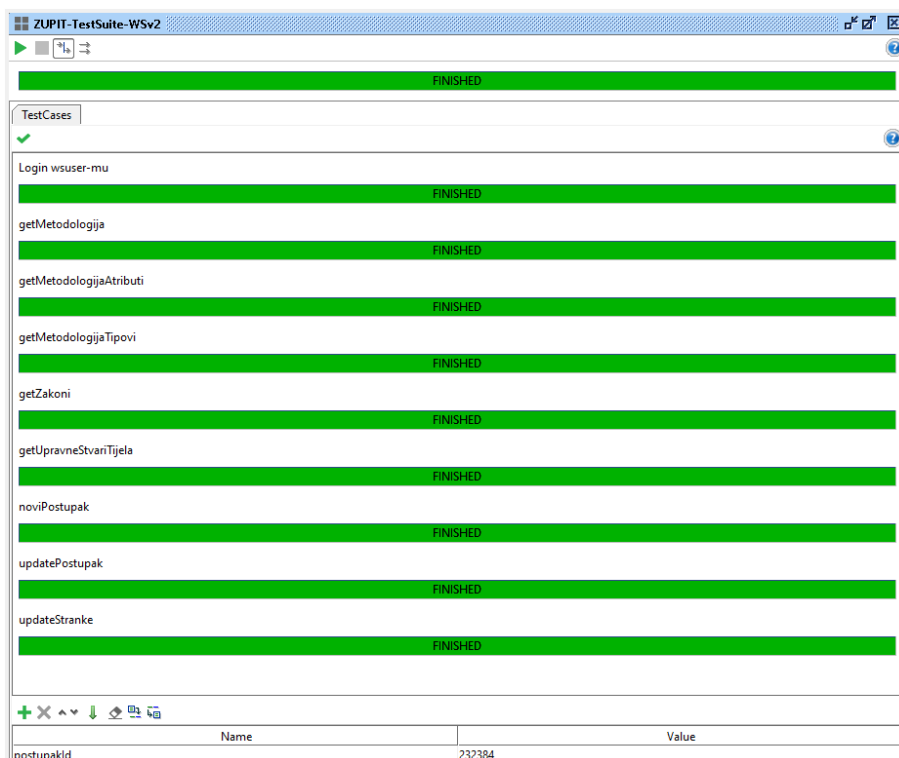 ZUPIT-TestSuite-WSv2
FINISHED
TestCases
Login wsuser-mu
FINISHED
getMetodologija
FINISHED
getMetodologijaAtributi
FINISHED
getMetodologijaTipovi
FINISHED
getZakoni
FINISHED
getUpravneStvariTijela
FINISHED
noviPostupak
FINISHED
updatePostupak
FINISHED
updateStranke
FINISHED
Name Value
postupakId 232384